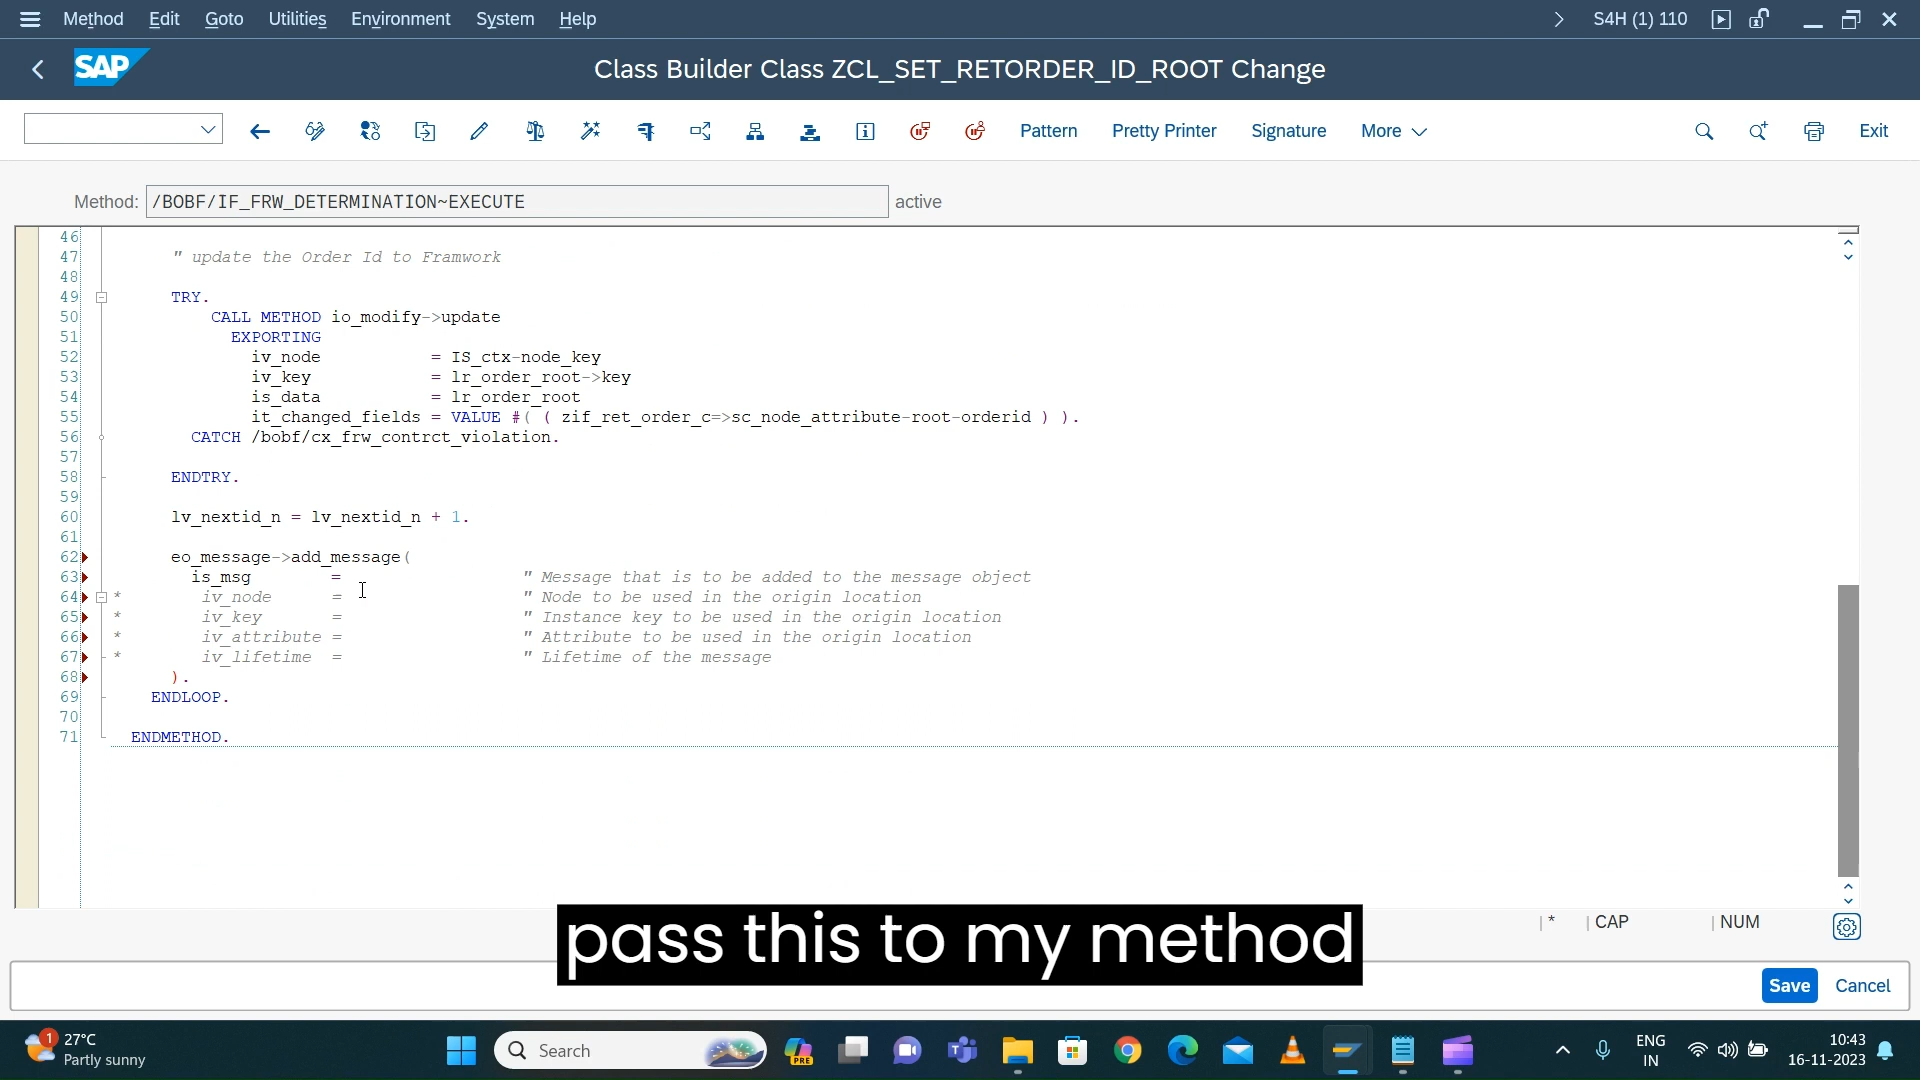 Method Edit Goto Utilities Environment System Help S4H (1) 110
SAP Class Builder Class ZCL_SET_RETORDER_ID_ROOT Change
Pattern Pretty Printer Signature More Exit
Method: /BOBF/IF_FRW_DETERMINATION~EXECUTE active
46
47 " update the Order Id to Framwork
48
49 TRY.
50 CALL METHOD io_modify->update
51 EXPORTING
52 iv_node = IS_ctx-node_key
53 iv_key = lr_order_root->key
54 is_data = lr_order_root
55 it_changed_fields = VALUE #( ( zif_ret_order_c=>sc_node_attribute-root-orderid ) ).
56 CATCH /bobf/cx_frw_contrct_violation.
57
58 ENDTRY.
59
60 lv_nextid_n = lv_nextid_n + 1.
61
62 eo_message->add_message(
63 is_msg = " Message that is to be added to the message object
64 * iv_node = " Node to be used in the origin location
65 * iv_key = " Instance key to be used in the origin location
66 * iv_attribute = " Attribute to be used in the origin location
67 * iv_lifetime = " Lifetime of the message
68 ).
69 ENDLOOP.
70
71 ENDMETHOD.
* CAP NUM
pass this to my method
Save Cancel
1 27°C
Partly sunny
Search
PRE
ENG
IN
10:43
16-11-2023